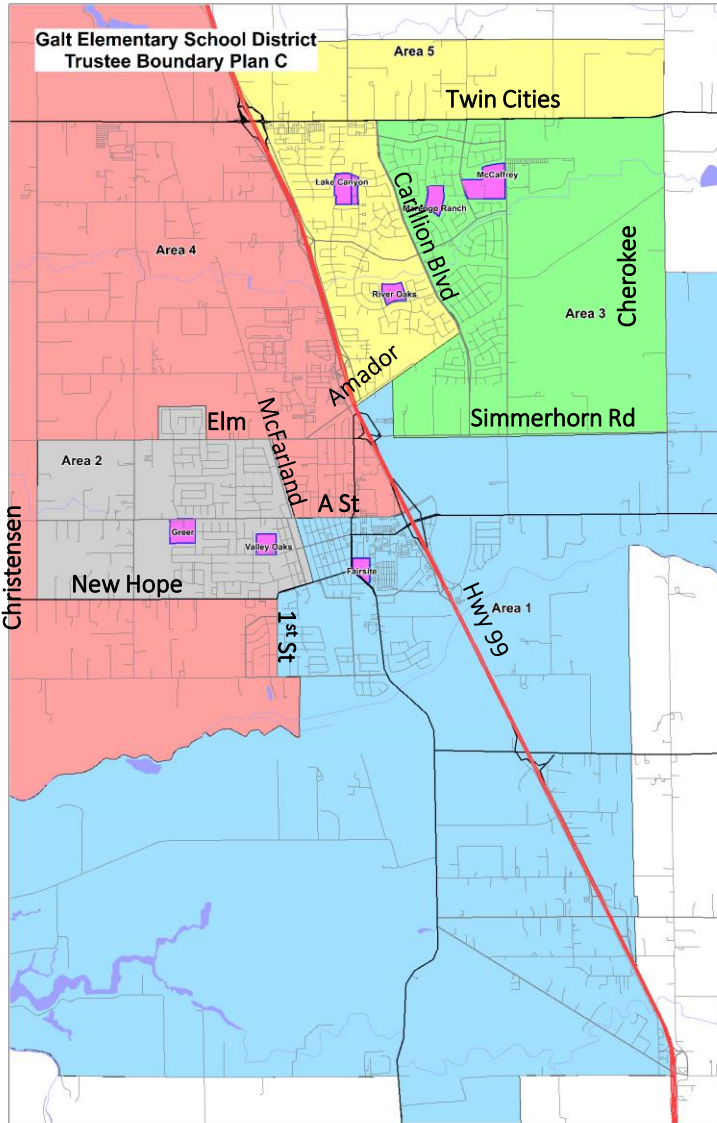 Galt Elementary School District
Trustee Boundary Plan C
Area 5
Twin Cities
McCaffrey
Lake Canyon
Marengo Ranch
Carillion Blvd
Cherokee
Area 4
River Oaks
Area 3
Amador
Elm
McFarland
Simmerhorn Rd
Area 2
A St
Greer
Valley Oaks
Fairsite
Christensen
New Hope
1st St
Hwy 99
Area 1